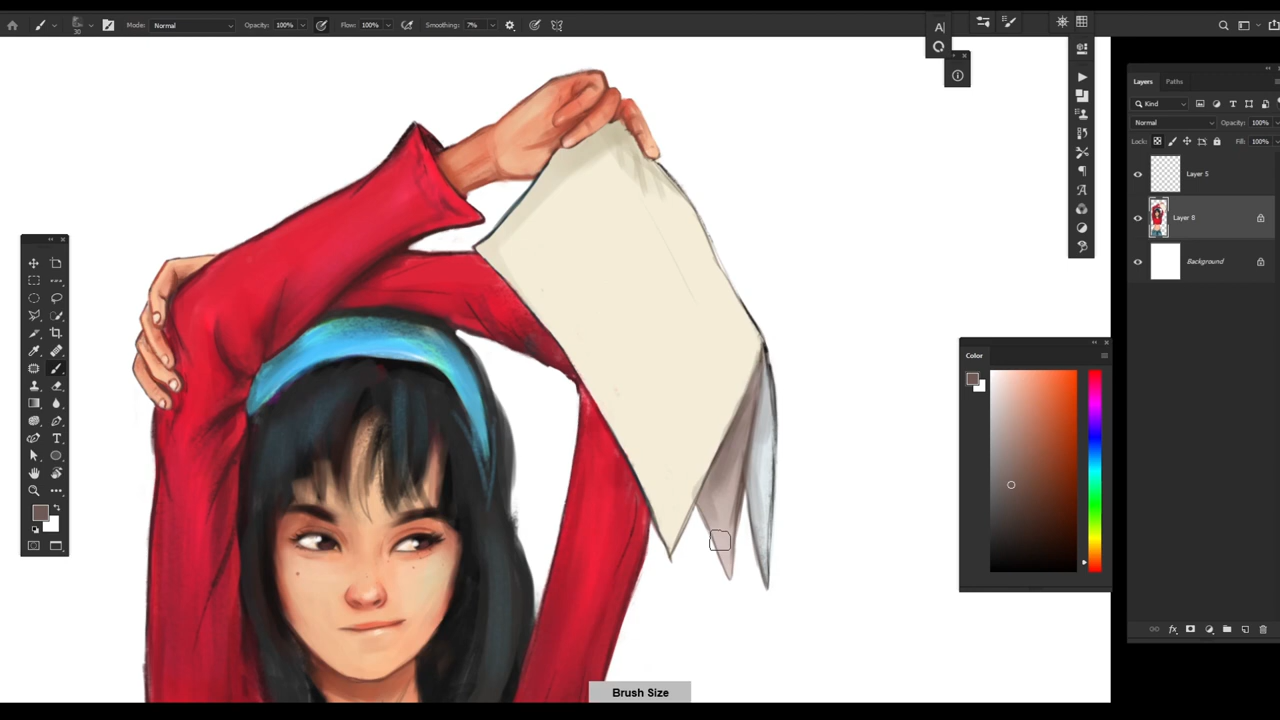 Mode: Normal Opacity: 100% Flow: 100% Smoothing: 7%
30
A|
Layers Paths
Kind
Normal Opacity: 100%
Lock: Fill: 100%
Layer 5
Layer 8
Background
Color
Brush Size